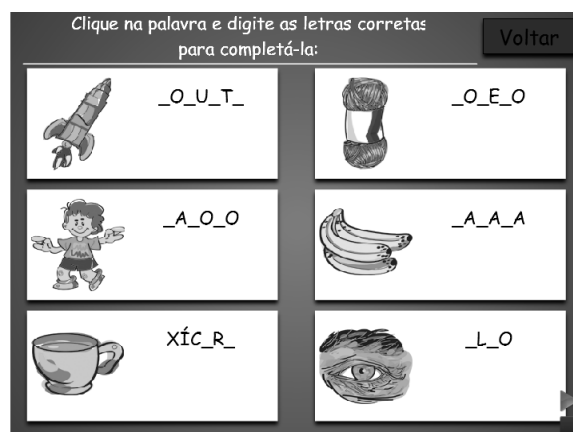 Clique na palavra e digite as letras corretas
para completá-la:
Voltar
_O_U_T_
_O_E_O
_A_O_O
_A_A_A
XÍC_R_
_L_O